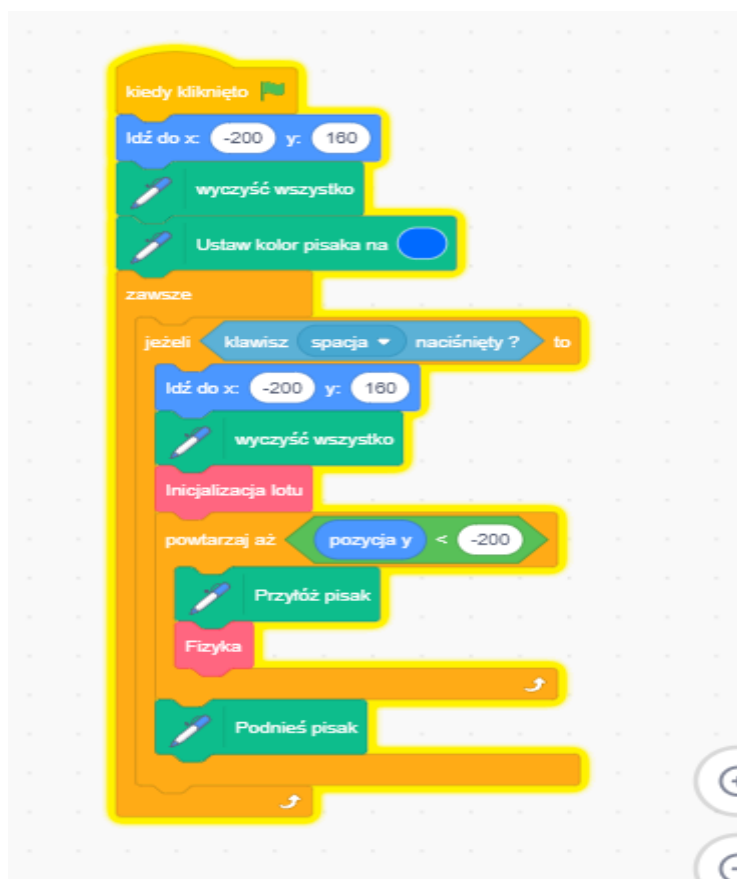 kiedy kliknięto
Idź do x: -200 y: 160
wyczyść wszystko
Ustaw kolor pisaka na
zawsze
jeżeli klawisz spacja naciśnięty ? to
Idź do x: -200 y: 160
wyczyść wszystko
Inicjalizacja lotu
powtarzaj aż pozycja y < -200
Przyłóż pisak
Fizyka
Podnieś pisak